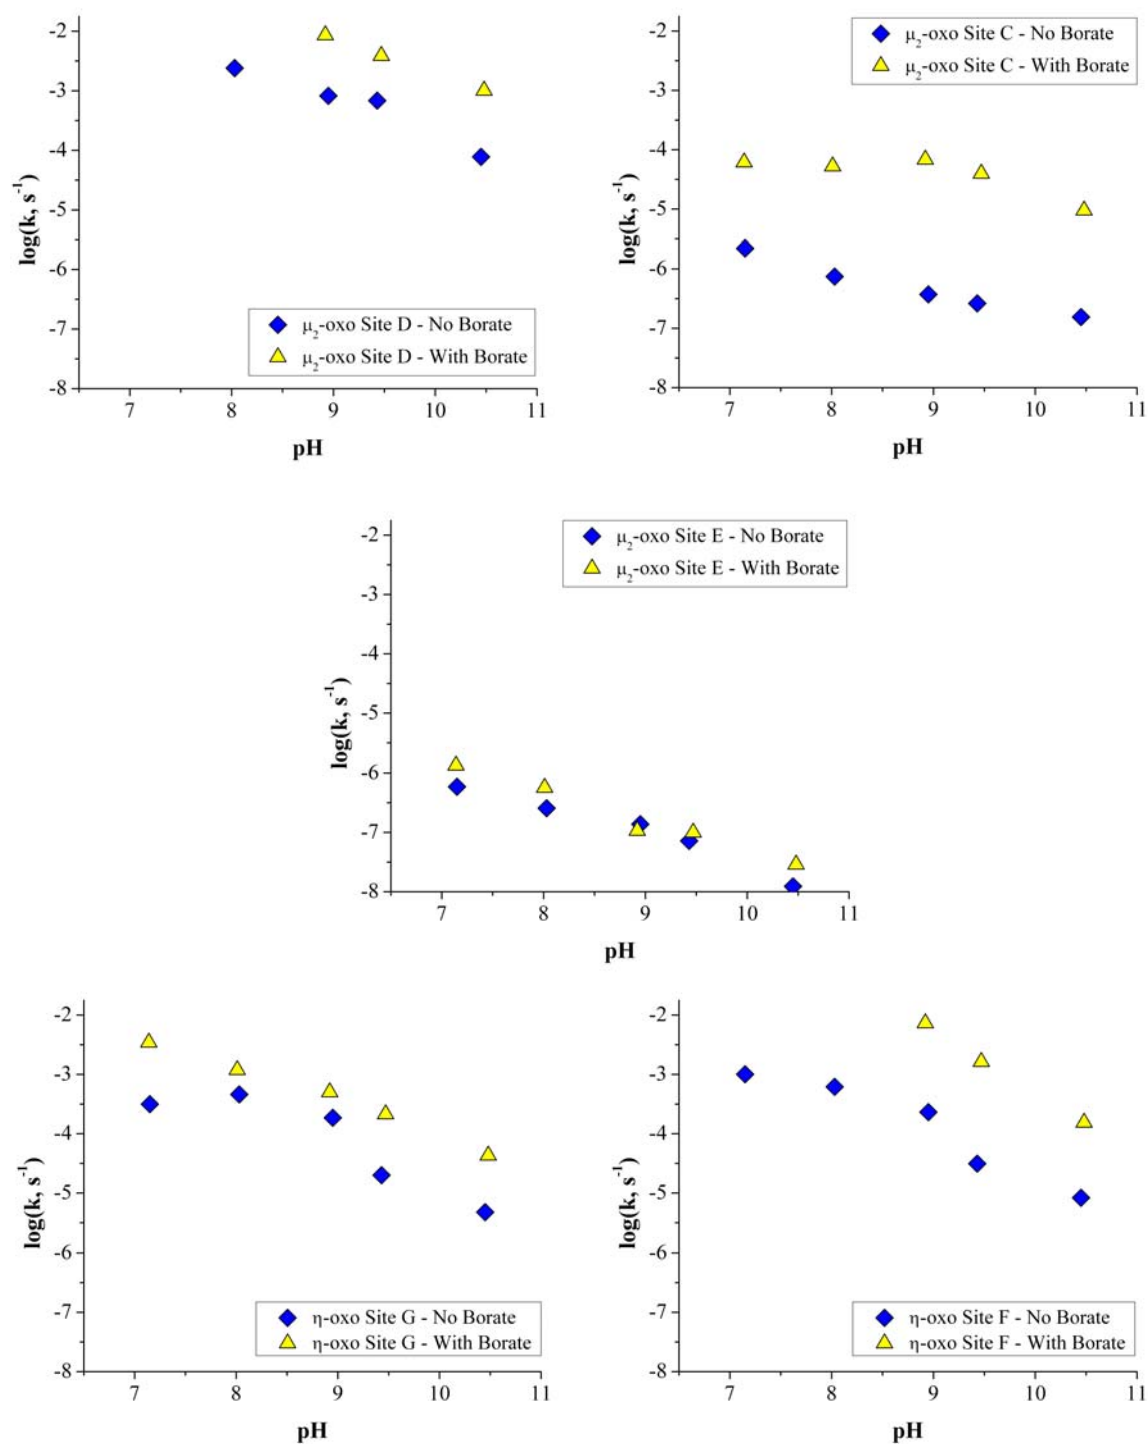 -2
-3
-4
-5
-6
-7
-8
log(k, s⁻¹)
7 8 9 10 11
pH
μ₂-oxo Site D - No Borate
μ₂-oxo Site D - With Borate
-2
-3
-4
-5
-6
-7
-8
log(k, s⁻¹)
7 8 9 10 11
pH
μ₂-oxo Site C - No Borate
μ₂-oxo Site C - With Borate
-2
-3
-4
-5
-6
-7
-8
log(k, s⁻¹)
7 8 9 10 11
pH
μ₂-oxo Site E - No Borate
μ₂-oxo Site E - With Borate
-2
-3
-4
-5
-6
-7
-8
log(k, s⁻¹)
7 8 9 10 11
pH
η-oxo Site G - No Borate
η-oxo Site G - With Borate
-2
-3
-4
-5
-6
-7
-8
log(k, s⁻¹)
7 8 9 10 11
pH
η-oxo Site F - No Borate
η-oxo Site F - With Borate